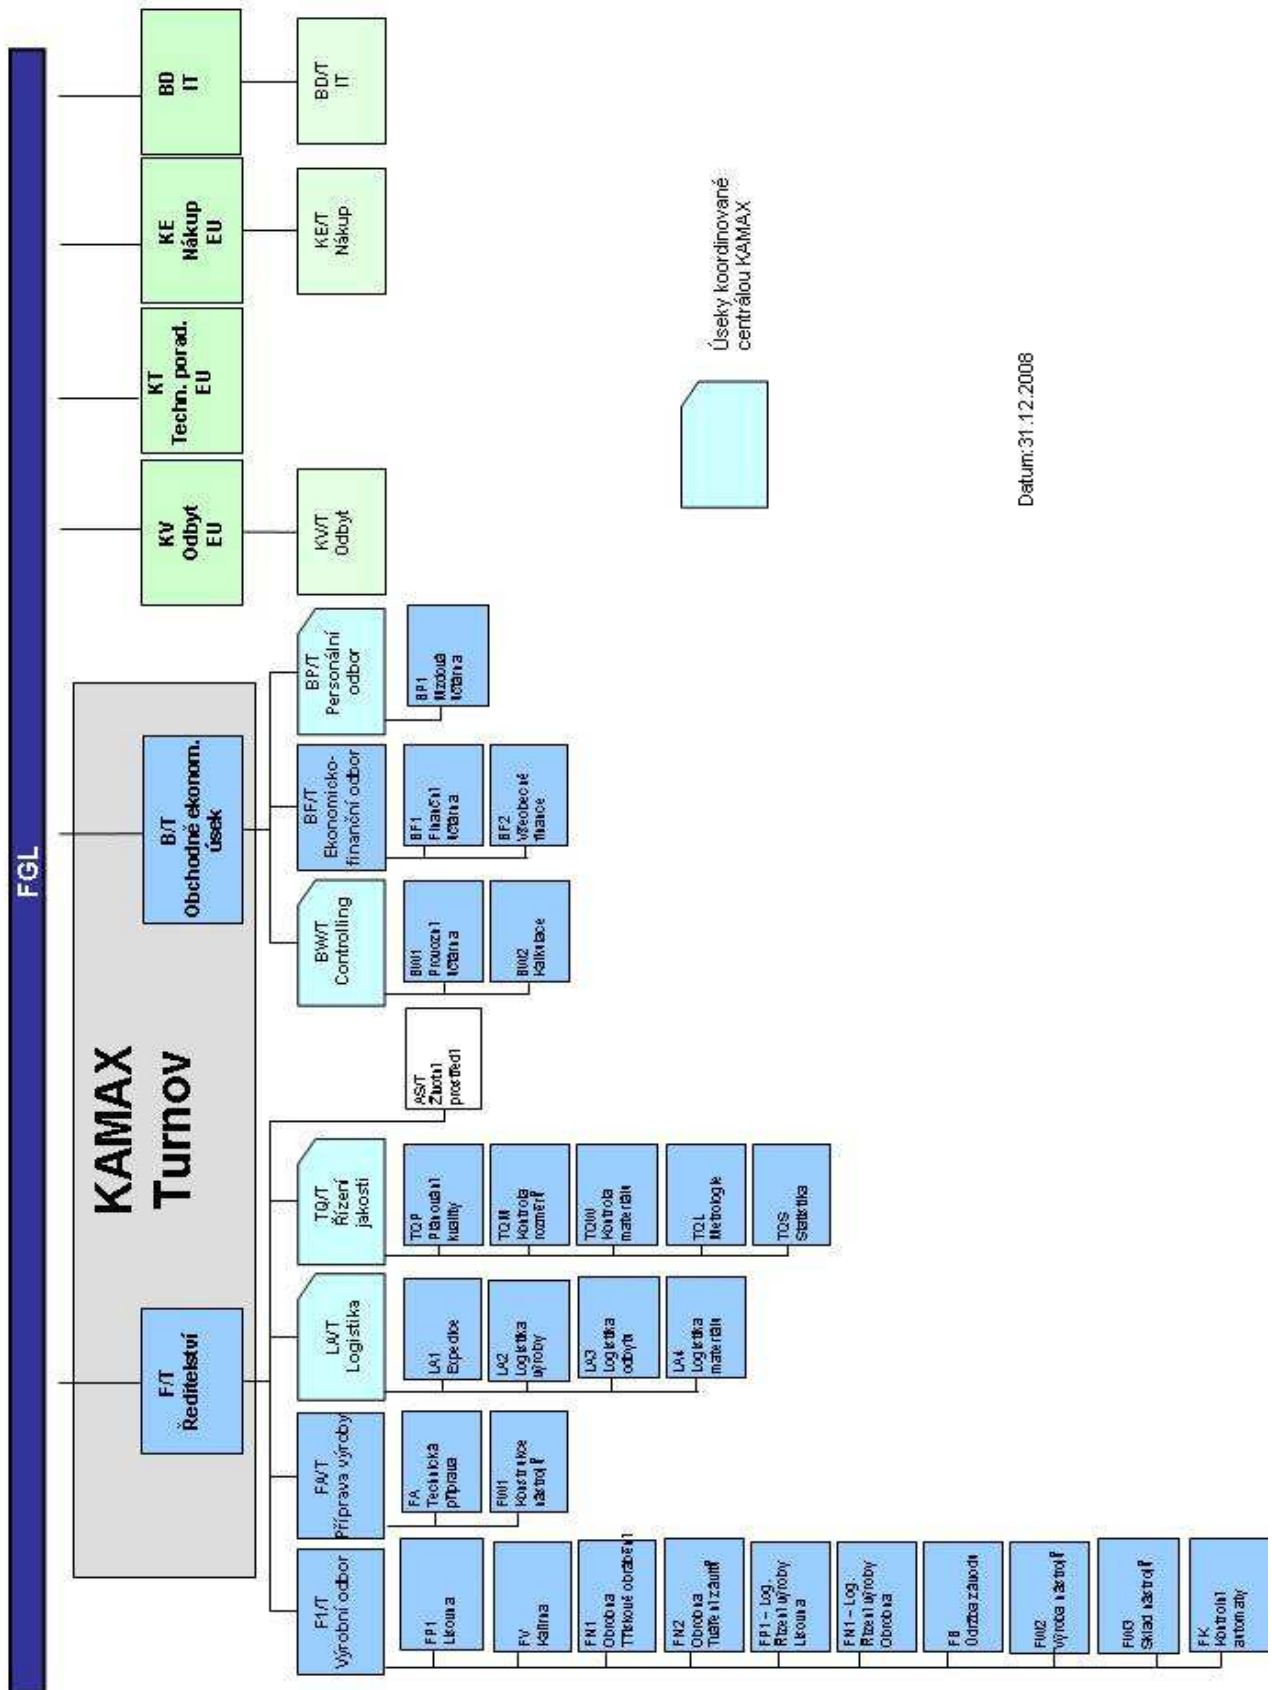 FGL
KAMAX
Turnov
F/T
Ředitelství
B/T
Obchodně ekonom.
úsek
KV
Odbyt
EU
KT
Techn. porad.
EU
KE
Nákup
EU
BD
IT
F1/T
Výrobní odbor
FA/T
Příprava výroby
LA/T
Logistika
TQ/T
Řízení
jakosti
BW/T
Controlling
BF/T
Ekonomicko-
finanční odbor
BP/T
Personální
odbor
KV/T
Odbyt
KE/T
Nákup
BD/T
IT
FP1
Lisovna
FV
Kalírna
FN1
Obrobna
Třískové obrábění
FN2
Obrobna
Tváření závitů
FP1 – Log.
Řízení výroby
Lisovna
FN1 – Log.
Řízení výroby
Obrobna
FB
Údržba závodu
FW2
Výroba nástrojů
FW3
Sklad nástrojů
FK
Kontrolní
automaty
FA
Technická
příprava
FW1
Konstrukce
nástrojů
LA1
Expedice
LA2
Logistika
výroby
LA3
Logistika
odbytu
LA4
Logistika
materiálu
TQP
Plánování
kvality
TQM
Kontrola
rozměrů
TQW
Kontrola
materiálu
TQL
Metrologie
TQS
Statistika
AS/T
Životní
prostředí
BW1
Provozní
účtárna
BW2
Kalkulace
BF1
Finanční
účtárna
BF2
Všeobecné
finance
BP1
Mzdová
účtárna
Úseky koordinované
centrálou KAMAX
Datum:31.12.2008